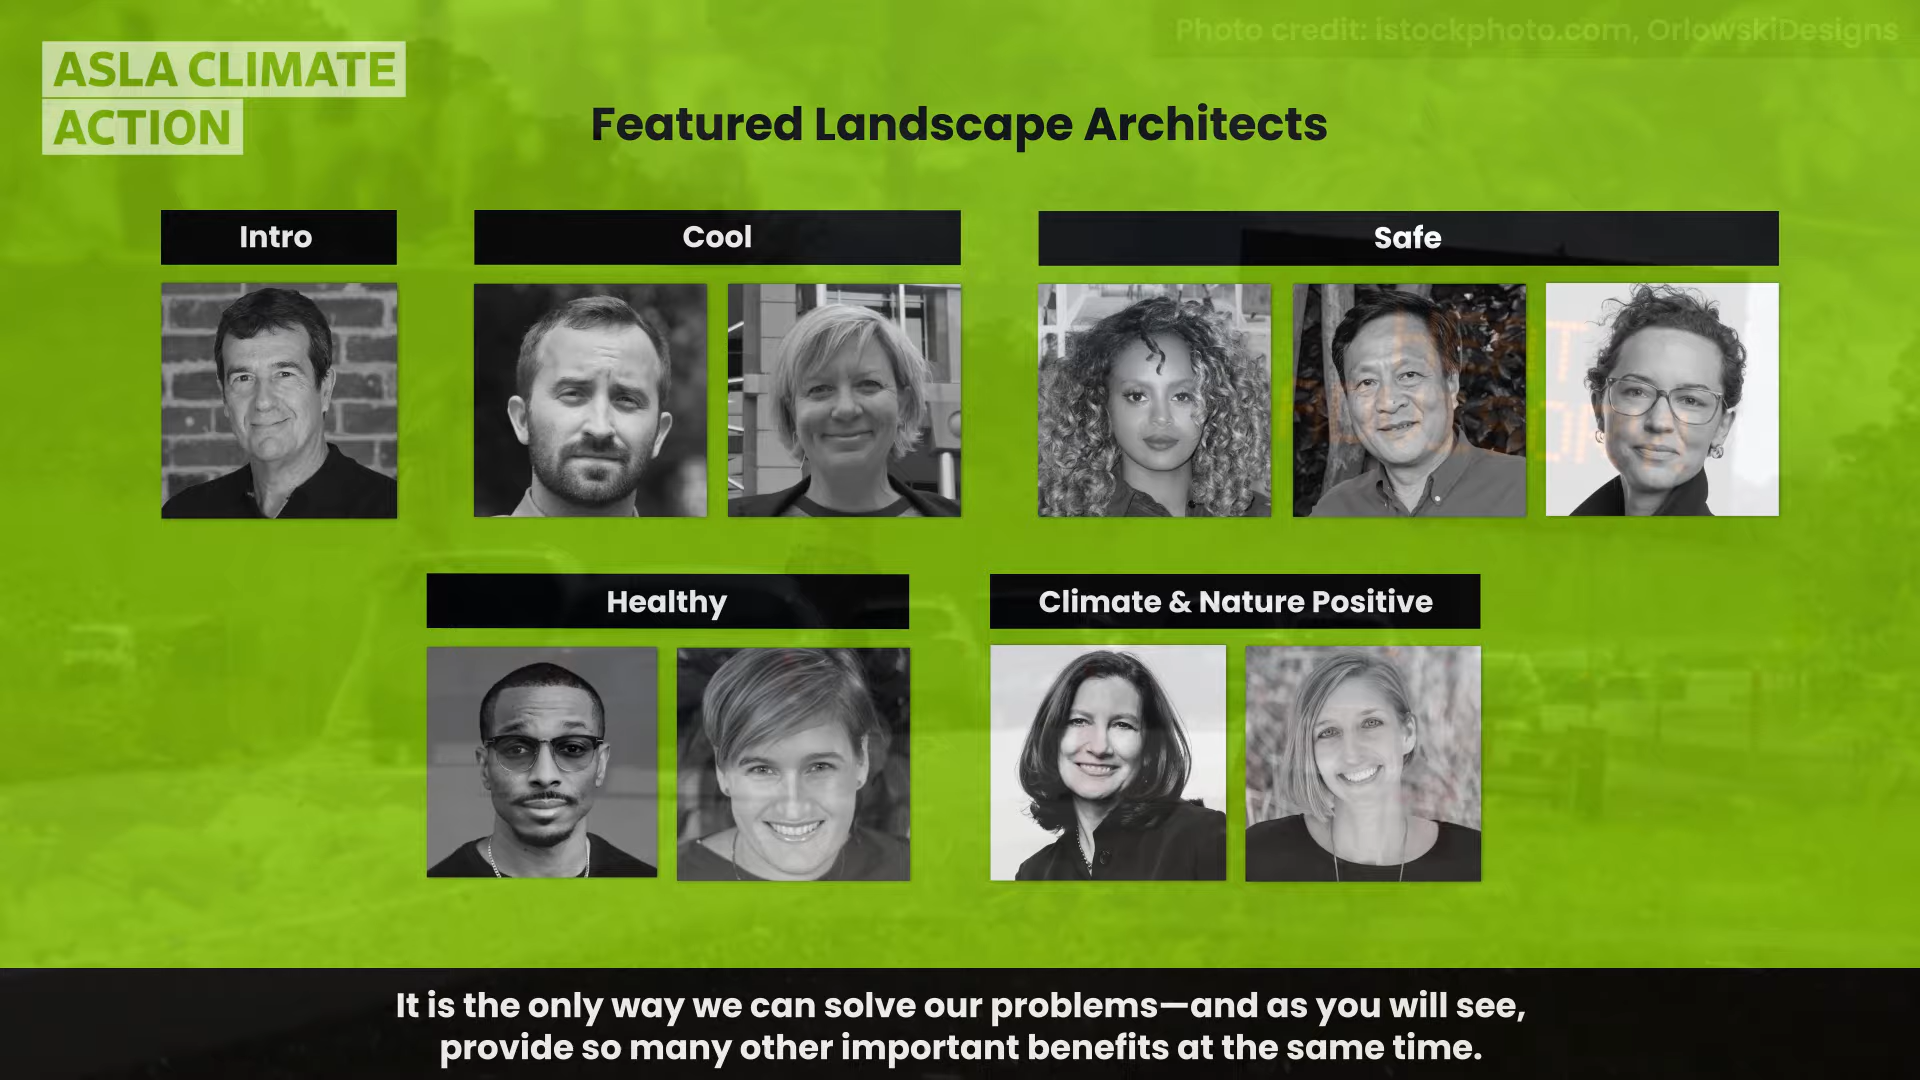 Photo credit: istockphoto.com, OrlowskiDesigns
ASLA CLIMATE
ACTION
Featured Landscape Architects
Intro
Cool
Safe
Healthy
Climate & Nature Positive
It is the only way we can solve our problems—and as you will see,
provide so many other important benefits at the same time.